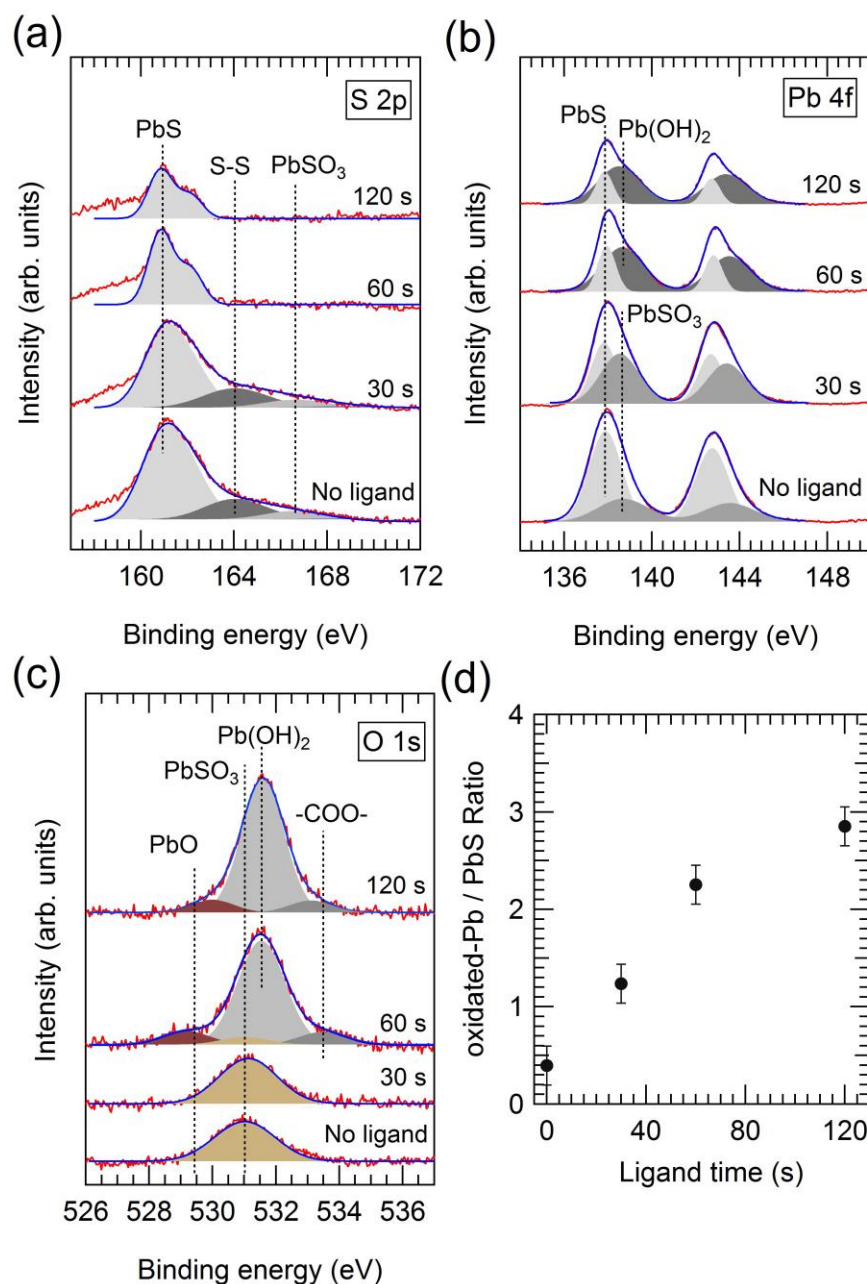 (a)
S 2p
PbS
S-S
PbSO3
120 s
60 s
30 s
No ligand
Intensity (arb. units)
160 164 168 172
Binding energy (eV)
(b)
Pb 4f
PbS
Pb(OH)2
120 s
60 s
PbSO3
30 s
No ligand
Intensity (arb. units)
136 140 144 148
Binding energy (eV)
(c)
O 1s
Pb(OH)2
PbSO3
-COO-
PbO
120 s
60 s
30 s
No ligand
Intensity (arb. units)
526 528 530 532 534 536
Binding energy (eV)
(d)
4
3
2
1
0
oxidated-Pb / PbS Ratio
0 40 80 120
Ligand time (s)